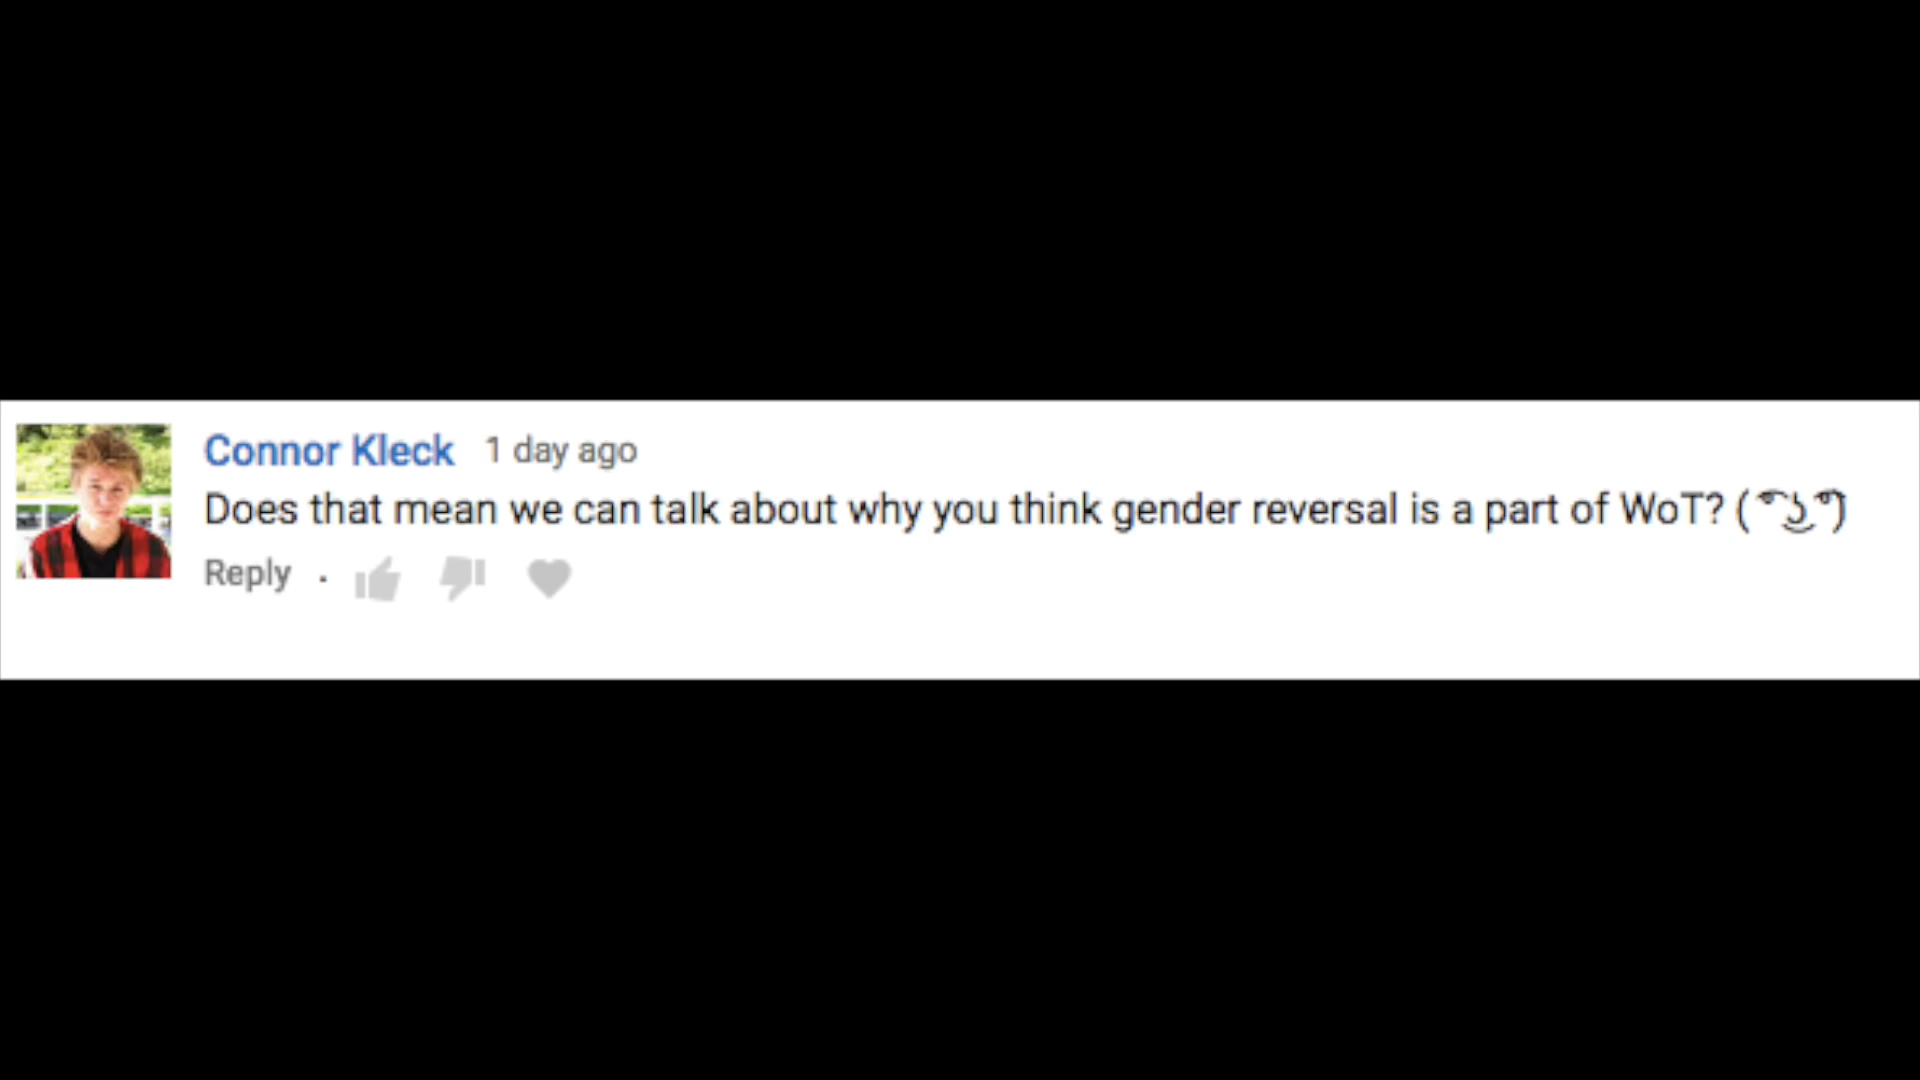 Connor Kleck 1 day ago
Does that mean we can talk about why you think gender reversal is a part of WoT? ( ͡° ͜ʖ ͡°)
Reply ·